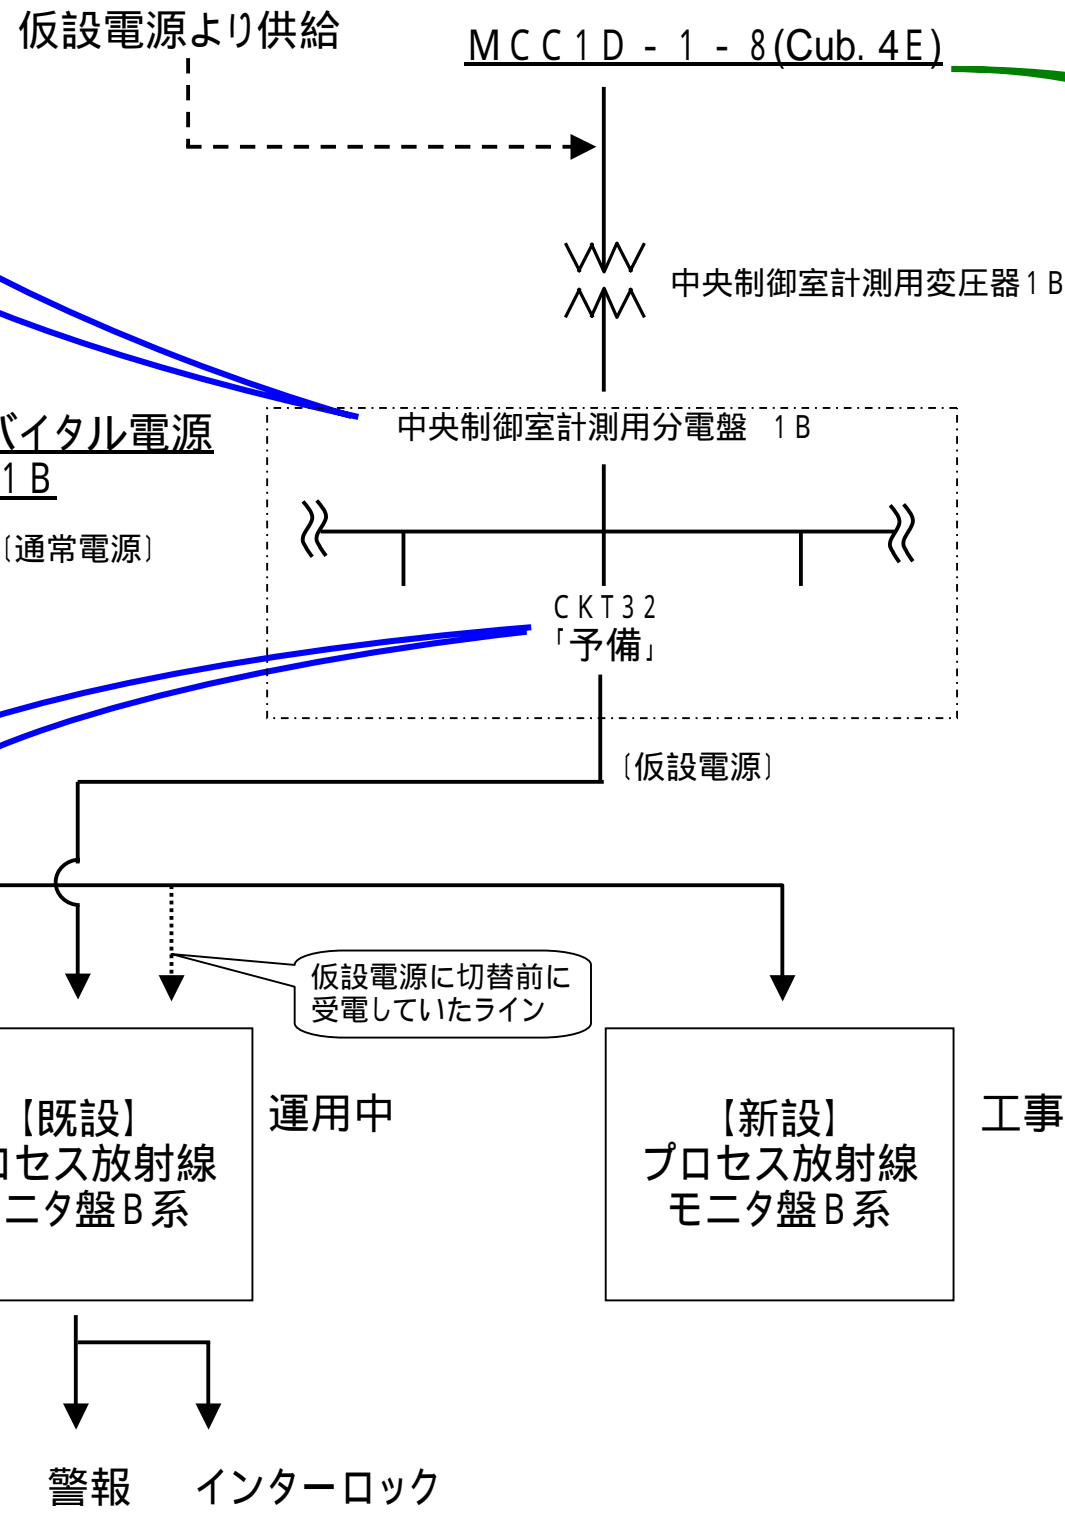 仮設電源より供給
MCC1D-1-8(Cub. 4E)
中央制御室計測用変圧器1B
バイタル電源
1B
〔通常電源〕
中央制御室計測用分電盤 1B
CKT32
「予備」
〔仮設電源〕
仮設電源に切替前に
受電していたライン
【既設】
ロセス放射線
ニタ盤B系
運用中
【新設】
プロセス放射線
モニタ盤B系
工事
警報
インターロック